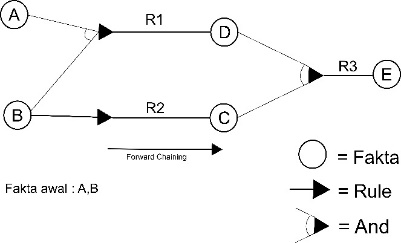 A
R1
D
R3
E
B
R2
C
Forward Chaining
Fakta awal : A,B
= Fakta
= Rule
= And